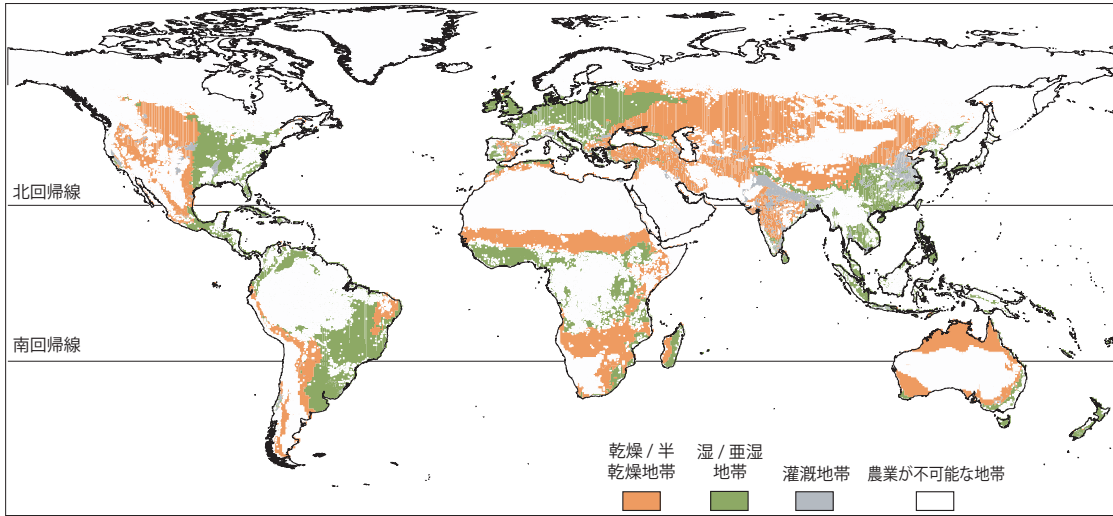 北回帰線
南回帰線
乾燥 / 半
乾燥地帯
湿 / 亜湿
地帯
灌漑地帯
農業が不可能な地帯